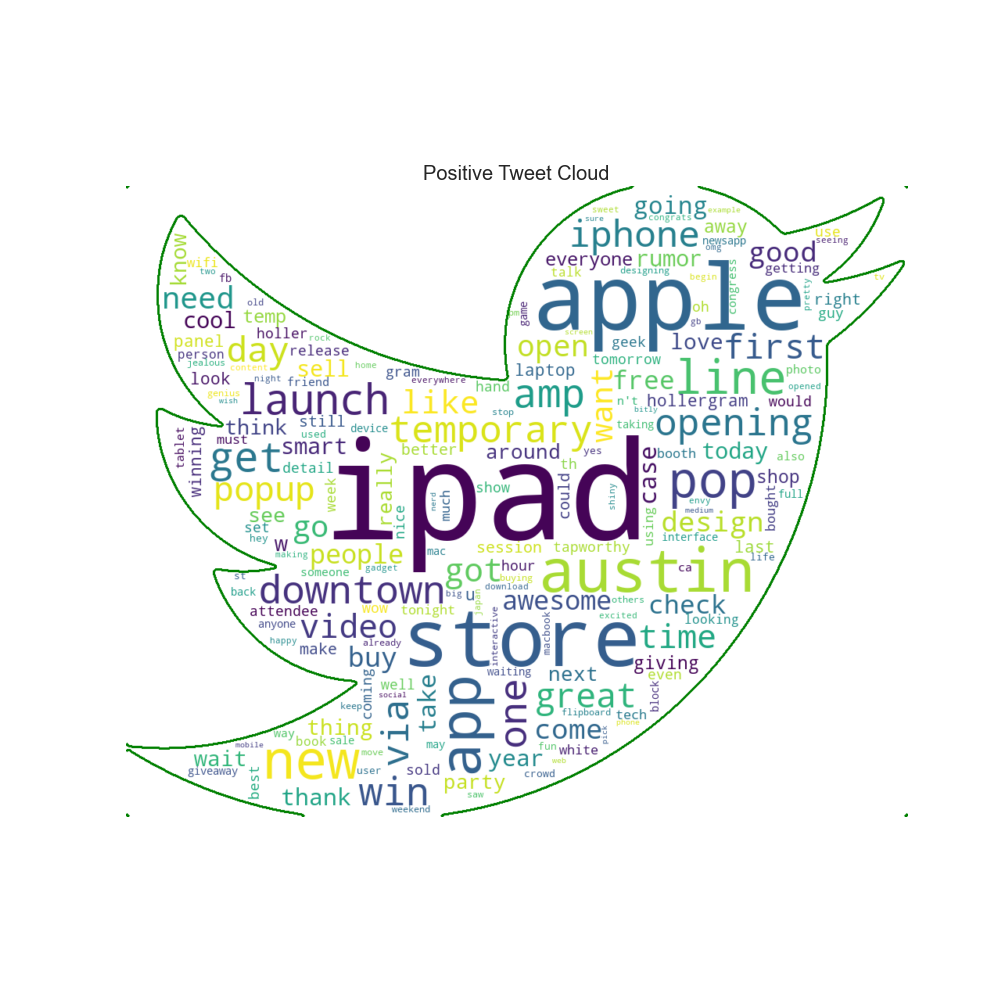 Positive Tweet Cloud
sweet
going
example
sure
congrats
iphone
away
use
know
newsapp
seeing
omg
good
everyone
rumor
wifi
getting
two
talk
designing
congress
begin
tv
fb
apple
pretty
need
old
game
pm
oh
right
cool
temp
gb
guy
holler
screen
rock
geek
love
first
panel
day
release
open
person
tomorrow
jealous
sell
home
laptop
line
photo
content
gram
look
night
friend
everywhere
hand
amp
want
free
opened
genius
launch
like
n't
hollergram
would
wish
stop
bitly
think
still
used
device
temporary
taking
opening
tablet
must
winning
get
smart
better
around
yes
booth
today
also
detail
ipad
th
case
pop
shop
popup
week
really
show
could
shiny
bought
full
nerd
much
envy
medium
see
set
go
nice
using
design
hey
w
mac
session
tapworthy
interface
last
making
people
life
someone
gadget
got
hour
austin
ca
st
back
downtown
buying
download
big
u
attendee
wow
tonight
japan
awesome
others
check
anyone
video
store
excited
looking
happy
already
interactive
macbook
time
make
buy
waiting
giving
next
even
coming
well
take
app
one
great
block
keep
social
flipboard
tech
thing
via
come
pick
phone
way
book
sale
may
fun
white
mobile
wait
new
move
year
web
giveaway
user
sold
crowd
best
party
thank
win
saw
weekend